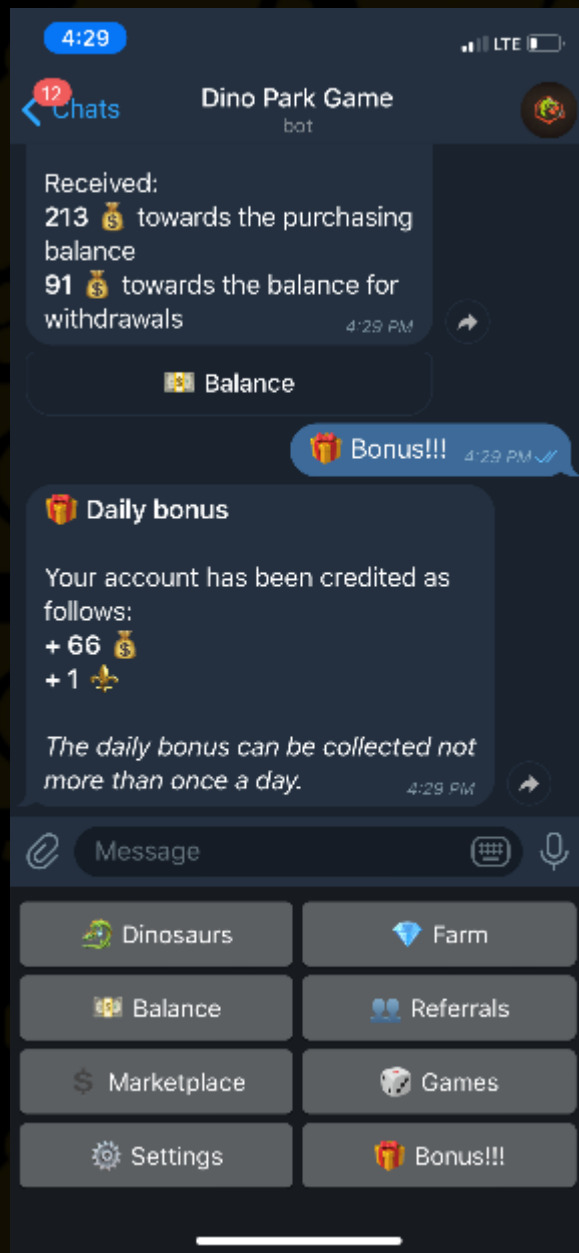 4:29
LTE
12
Chats
Dino Park Game
bot
Received:
213 💰 towards the purchasing
balance
91 💰 towards the balance for
withdrawals
4:29 PM
💵 Balance
🎁 Bonus!!! 4:29 PM
🎁 Daily bonus
Your account has been credited as
follows:
+ 66 💰
+ 1 ⚜️
The daily bonus can be collected not
more than once a day.
4:29 PM
Message
🐉 Dinosaurs
💎 Farm
💵 Balance
👥 Referrals
💲 Marketplace
🎲 Games
⚙️ Settings
🎁 Bonus!!!